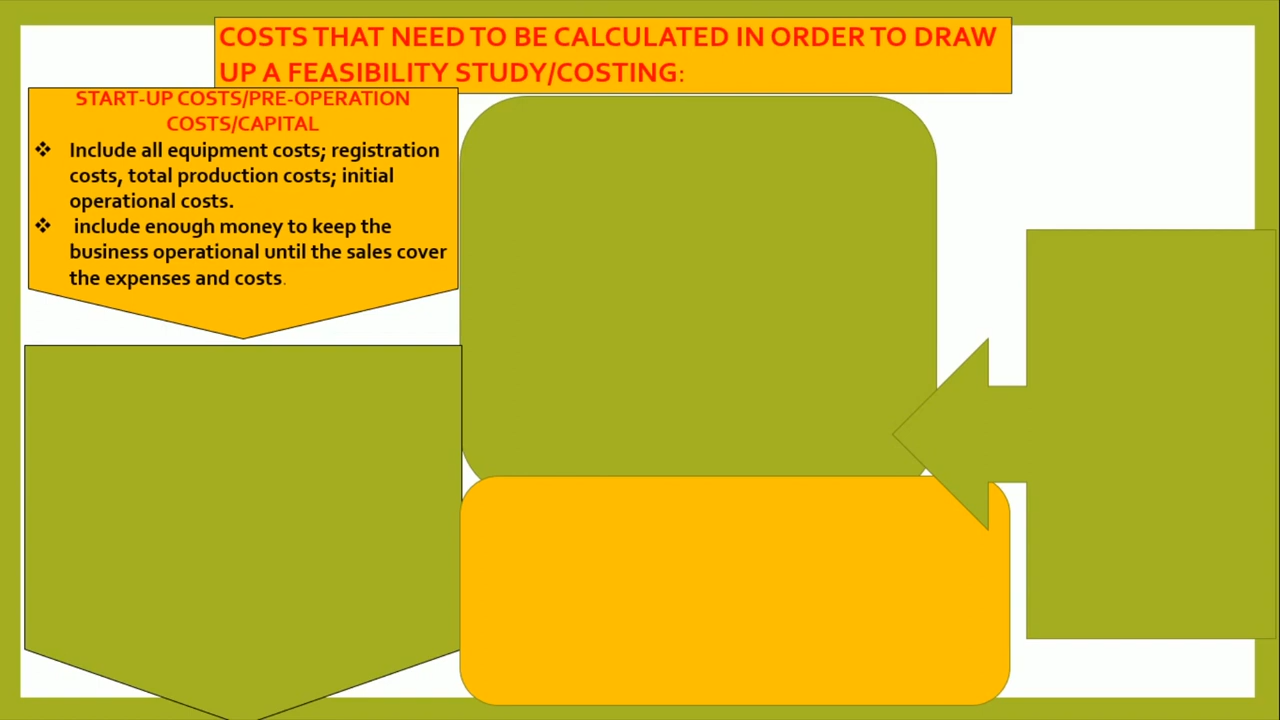 COSTS THAT NEED TO BE CALCULATED IN ORDER TO DRAW
UP A FEASIBILITY STUDY/COSTING:
START-UP COSTS/PRE-OPERATION
COSTS/CAPITAL
❖ Include all equipment costs; registration
costs, total production costs; initial
operational costs.
❖ include enough money to keep the
business operational until the sales cover
the expenses and costs.